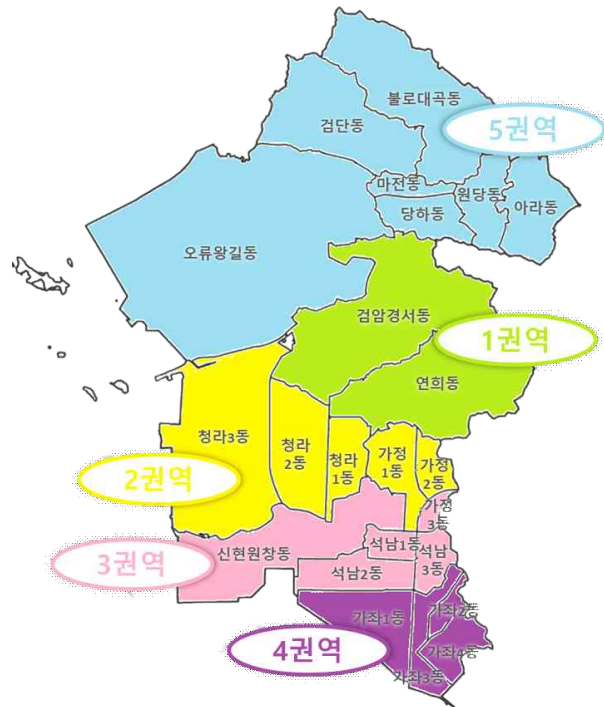 불로대곡동
검단동
5권역
마전동
원당동
아라동
당하동
오류왕길동
검암경서동
1권역
연희동
청라3동
청라
2동
청라
1동
가정
1동
가정
2동
2권역
가정
3동
신현원창동
석남1동
석남
3동
3권역
석남2동
가좌1동
가좌2동
4권역
가좌4동
가좌3동